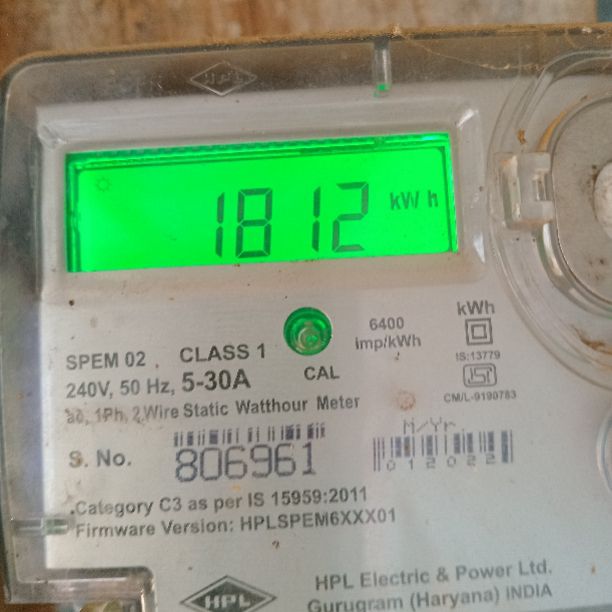 HPL
1812 kWh
6400
imp/kWh
kWh
IS:13779
CM/L-9190783
SPEM 02 CLASS 1
CAL
240V, 50 Hz, 5-30A
ac, 1Ph, 2 Wire Static Watthour Meter
M/Yr.
S. No. 806961
012022
Category C3 as per IS 15959:2011
Firmware Version: HPLSPEM6XXX01
HPL
HPL Electric & Power Ltd.
Gurugram (Haryana) INDIA